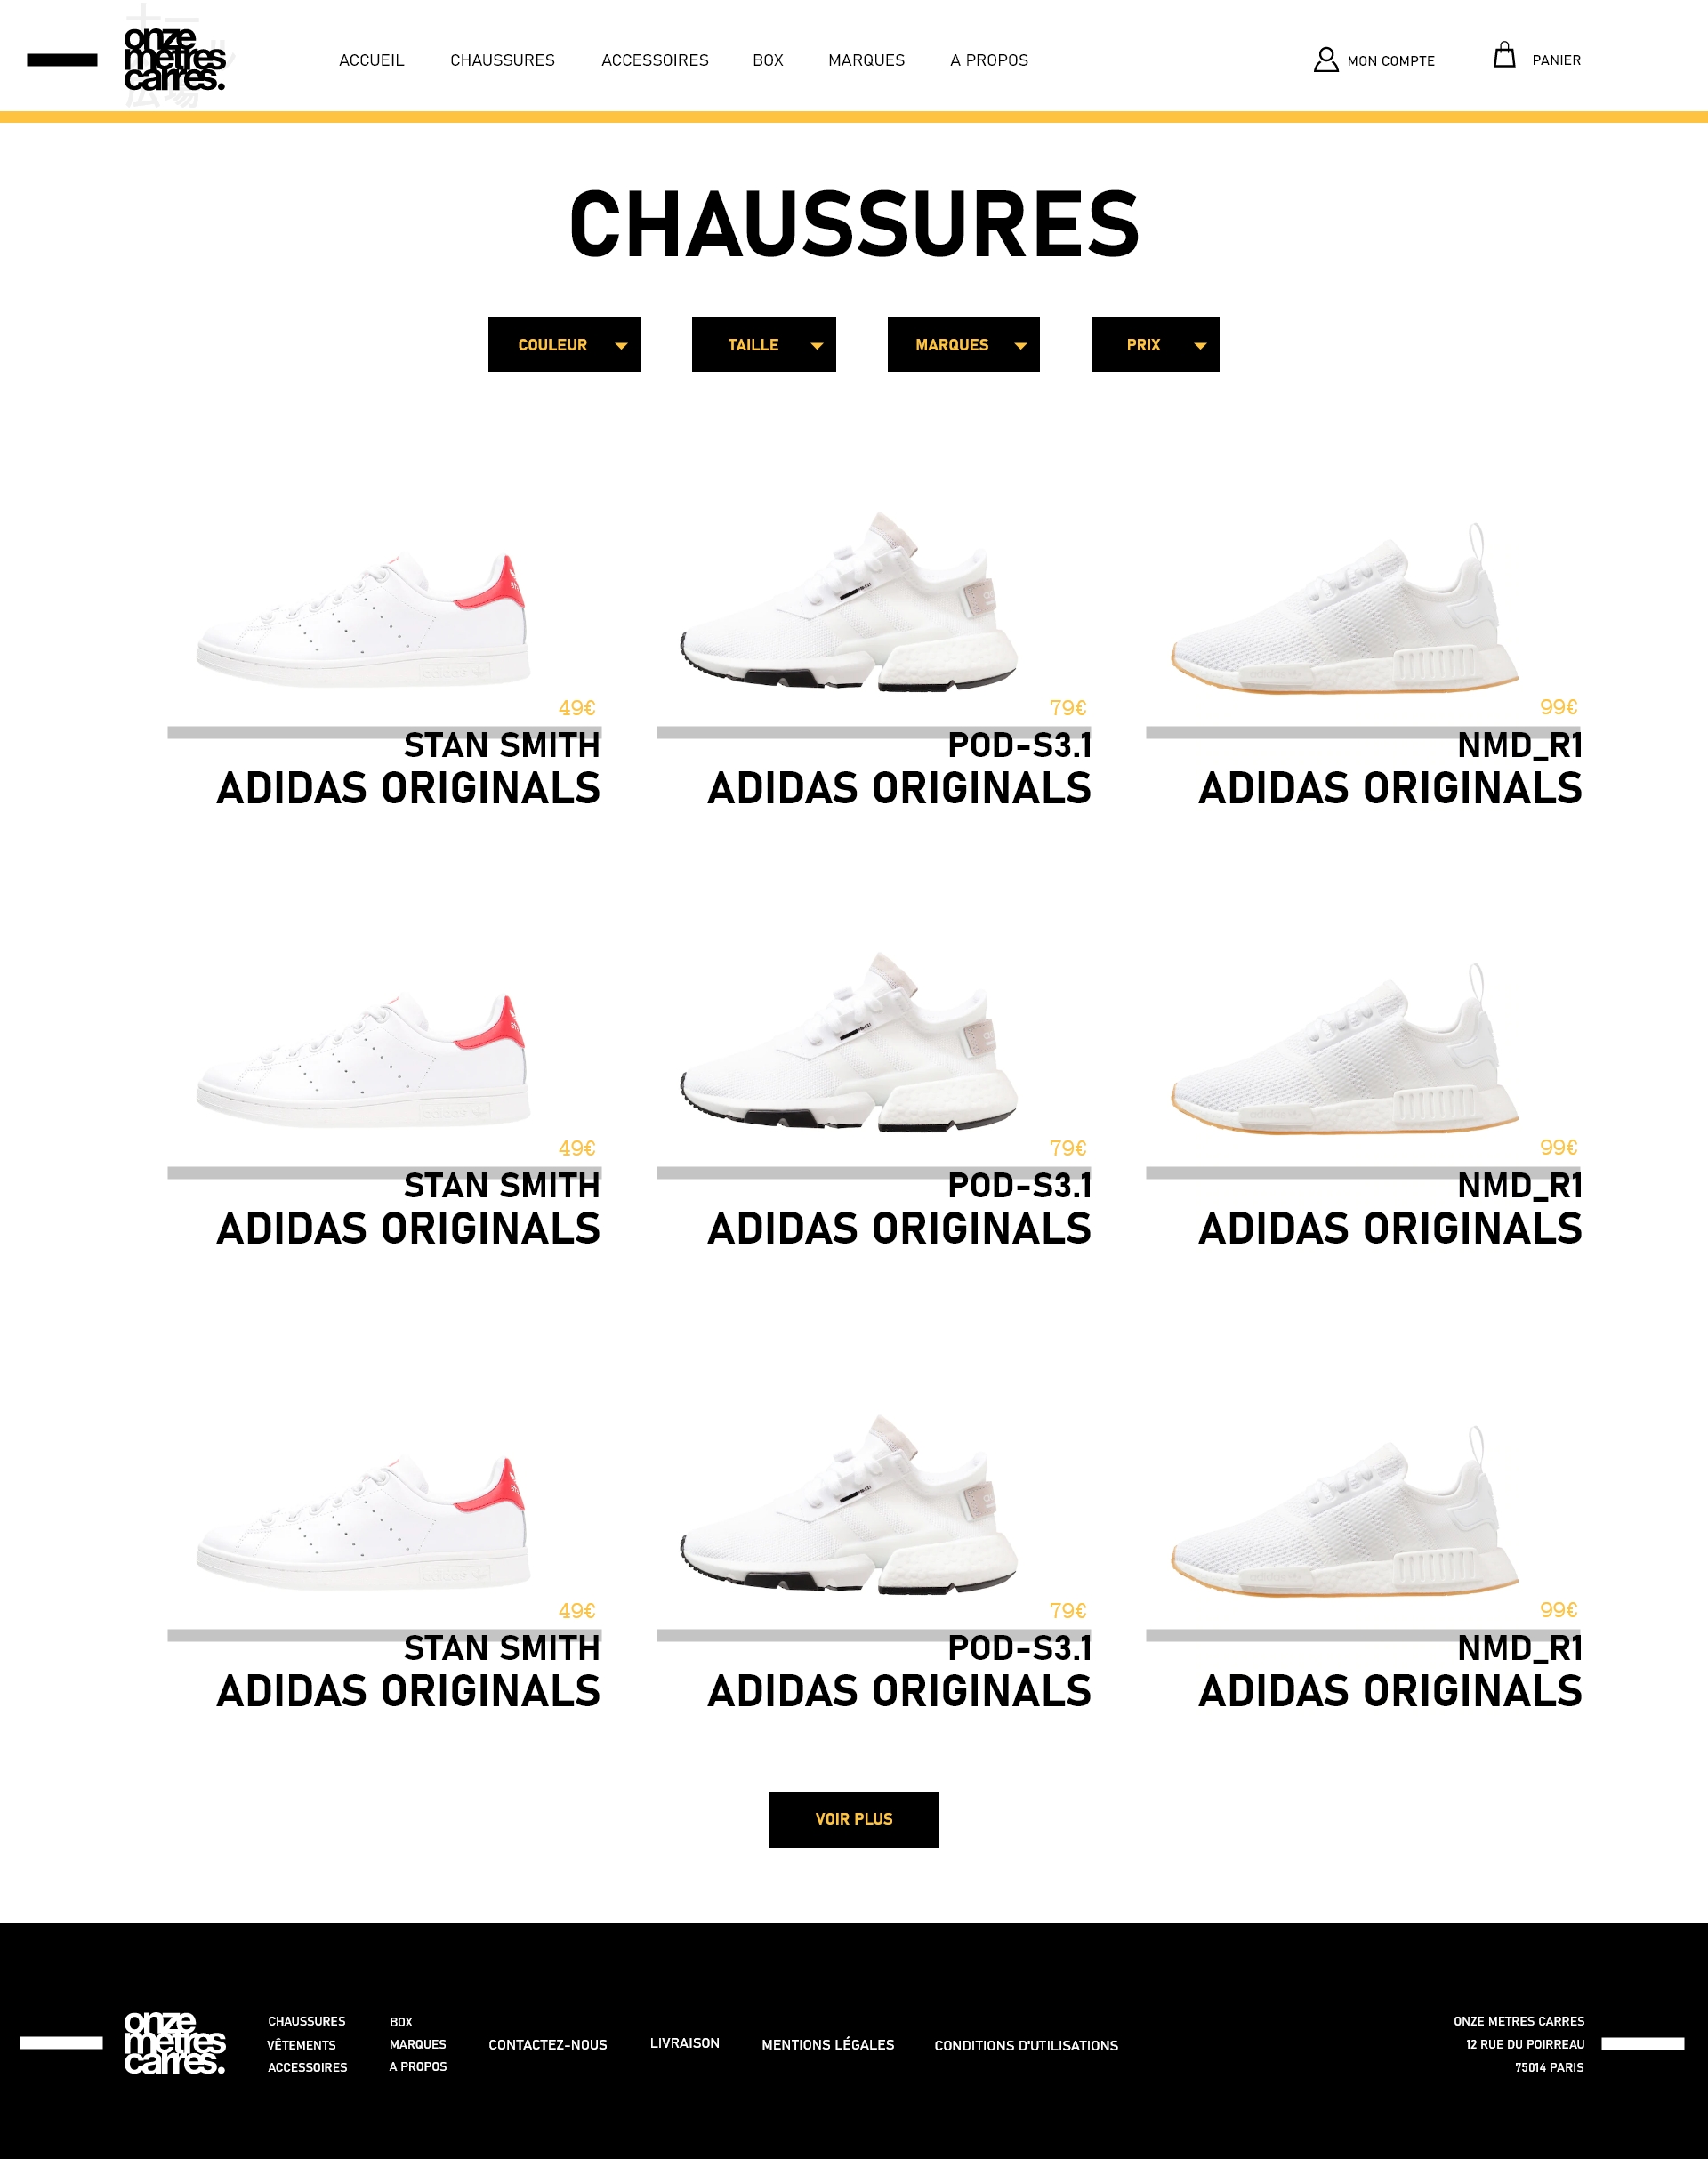 onze
metres
carres.
ACCUEIL CHAUSSURES ACCESSOIRES BOX MARQUES A PROPOS MON COMPTE PANIER
CHAUSSURES
COULEUR TAILLE MARQUES PRIX
49€ 79€ 99€
STAN SMITH POD-S3.1 NMD_R1
ADIDAS ORIGINALS ADIDAS ORIGINALS ADIDAS ORIGINALS
49€ 79€ 99€
STAN SMITH POD-S3.1 NMD_R1
ADIDAS ORIGINALS ADIDAS ORIGINALS ADIDAS ORIGINALS
49€ 79€ 99€
STAN SMITH POD-S3.1 NMD_R1
ADIDAS ORIGINALS ADIDAS ORIGINALS ADIDAS ORIGINALS
VOIR PLUS
onze
metres
carres.
CHAUSSURES
VÊTEMENTS
ACCESSOIRES
BOX
MARQUES
A PROPOS
CONTACTEZ-NOUS LIVRAISON MENTIONS LÉGALES CONDITIONS D'UTILISATIONS
ONZE METRES CARRES
12 RUE DU POIRREAU
75014 PARIS